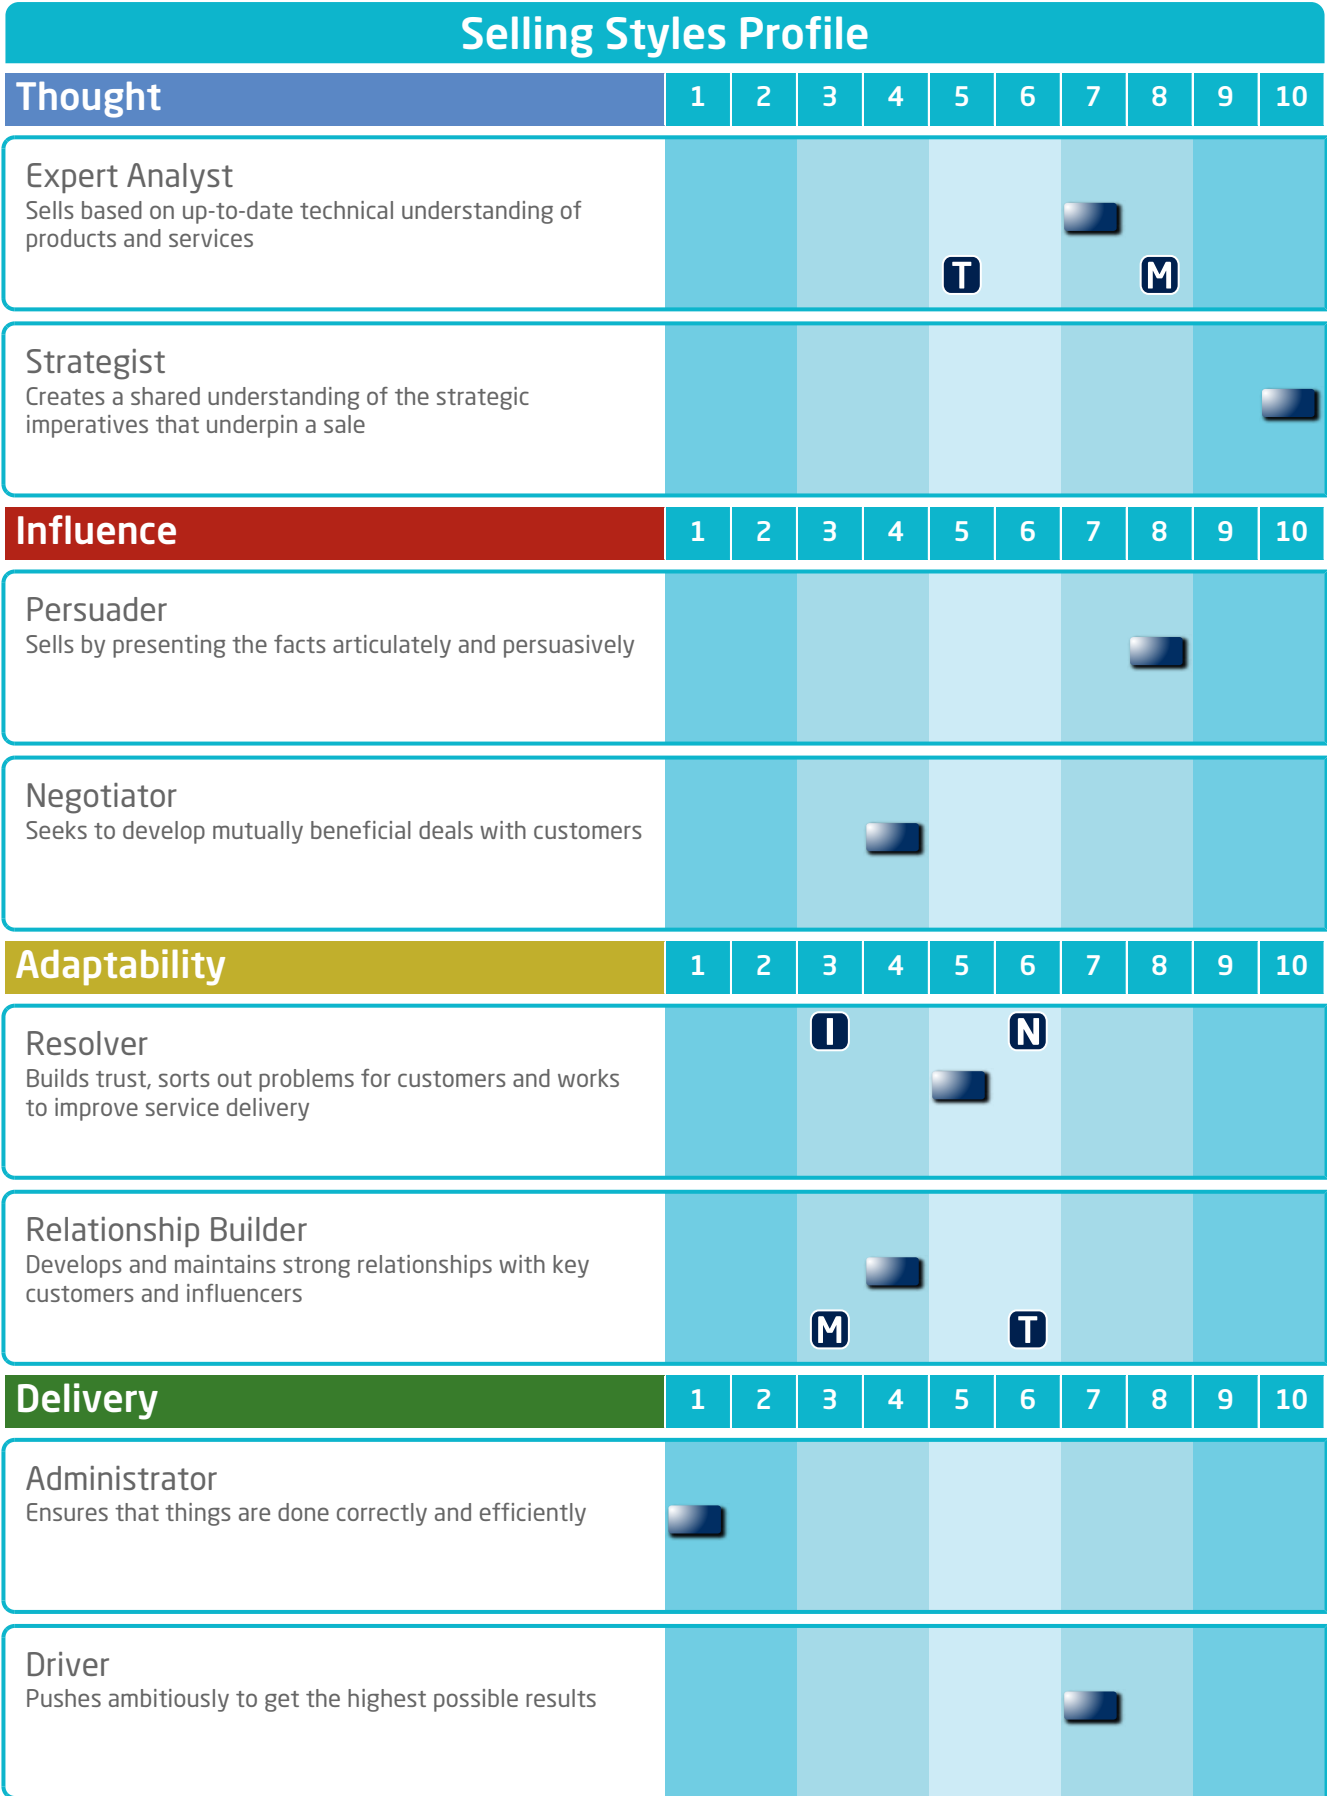 Selling Styles Profile
Thought 1 2 3 4 5 6 7 8 9 10
Expert Analyst
Sells based on up-to-date technical understanding of
products and services
T M
Strategist
Creates a shared understanding of the strategic
imperatives that underpin a sale
Influence 1 2 3 4 5 6 7 8 9 10
Persuader
Sells by presenting the facts articulately and persuasively
Negotiator
Seeks to develop mutually beneficial deals with customers
Adaptability 1 2 3 4 5 6 7 8 9 10
I N
Resolver
Builds trust, sorts out problems for customers and works
to improve service delivery
Relationship Builder
Develops and maintains strong relationships with key
customers and influencers
M T
Delivery 1 2 3 4 5 6 7 8 9 10
Administrator
Ensures that things are done correctly and efficiently
Driver
Pushes ambitiously to get the highest possible results